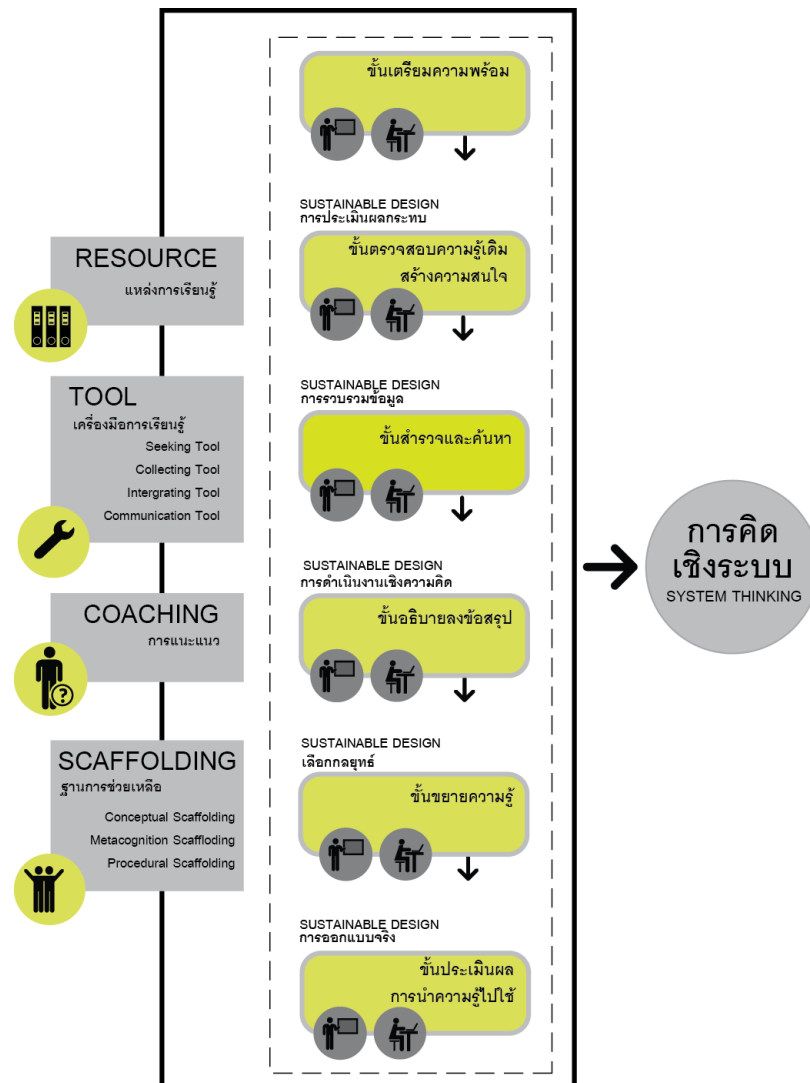 ขั้นเตรียมความพร้อม
RESOURCE
แหล่งการเรียนรู้
TOOL
เครื่องมือการเรียนรู้
Seeking Tool
Collecting Tool
Intergrating Tool
Communication Tool
COACHING
การแนะแนว
?
SCAFFOLDING
ฐานการช่วยเหลือ
Conceptual Scaffolding
Metacognition Scaffloding
Procedural Scaffolding
SUSTAINABLE DESIGN
การประเมินผลกระทบ
ขั้นตรวจสอบความรู้เดิม
สร้างความสนใจ
SUSTAINABLE DESIGN
การรวบรวมข้อมูล
ขั้นสำรวจและค้นหา
SUSTAINABLE DESIGN
การดำเนินงานเชิงความคิด
ขั้นอธิบายลงข้อสรุป
SUSTAINABLE DESIGN
เลือกกลยุทธ์
ขั้นขยายความรู้
SUSTAINABLE DESIGN
การออกแบบจริง
ขั้นประเมินผล
การนำความรู้ไปใช้
การคิด
เชิงระบบ
SYSTEM THINKING